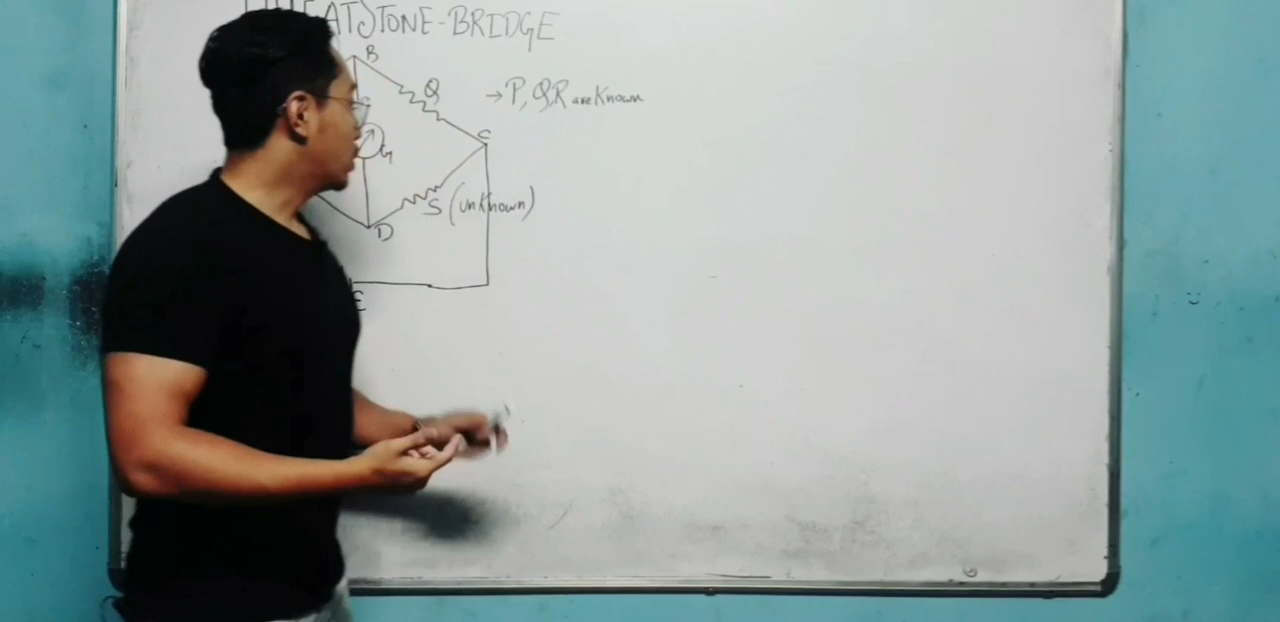 ATSTONE-BRIDGE
B
Q
→ P, Q, R are Known
C
G
S (unknown)
D
E